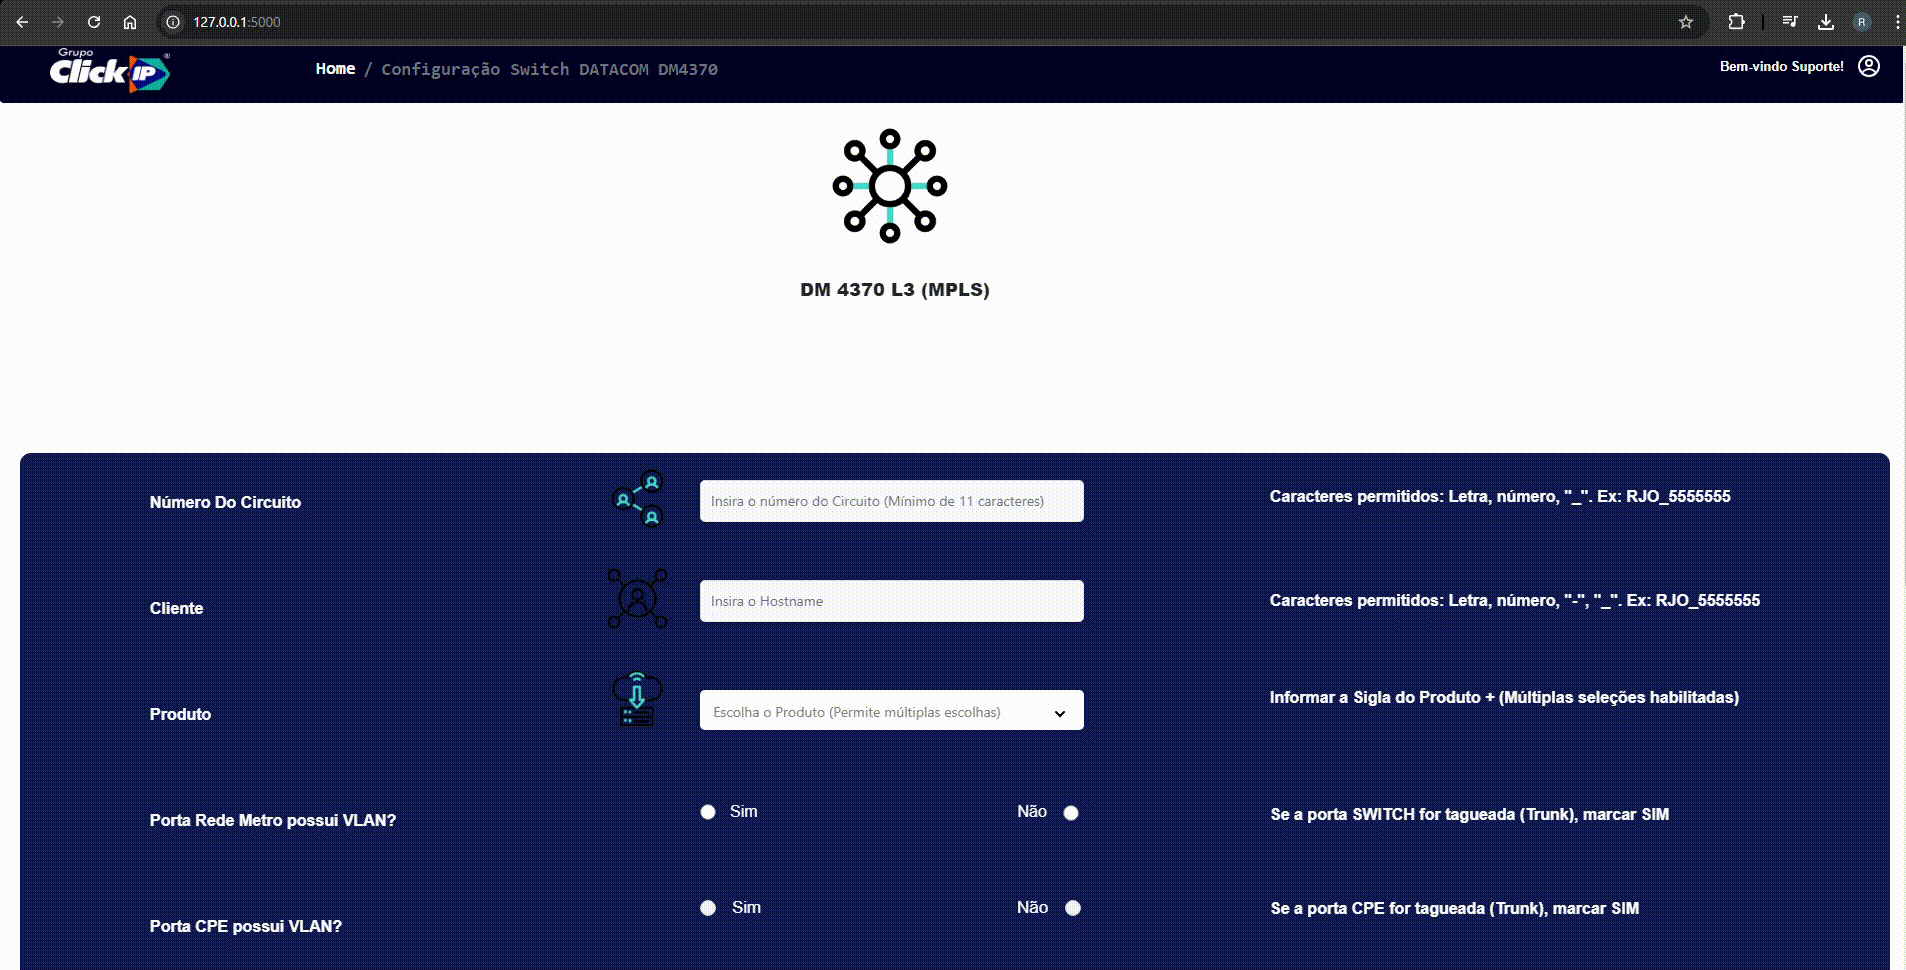 127.0.0.1:5000
R
Grupo
Click IP®
Home / Configuração Switch DATACOM DM4370
Bem-vindo Suporte!
DM 4370 L3 (MPLS)
Número Do Circuito
Insira o número do Circuito (Mínimo de 11 caracteres)
Caracteres permitidos: Letra, número, "_". Ex: RJO_5555555
Cliente
Insira o Hostname
Caracteres permitidos: Letra, número, "-", "_". Ex: RJO_5555555
Produto
Escolha o Produto (Permite múltiplas escolhas)
Informar a Sigla do Produto + (Múltiplas seleções habilitadas)
Porta Rede Metro possui VLAN?
Sim
Não
Se a porta SWITCH for tagueada (Trunk), marcar SIM
Porta CPE possui VLAN?
Sim
Não
Se a porta CPE for tagueada (Trunk), marcar SIM